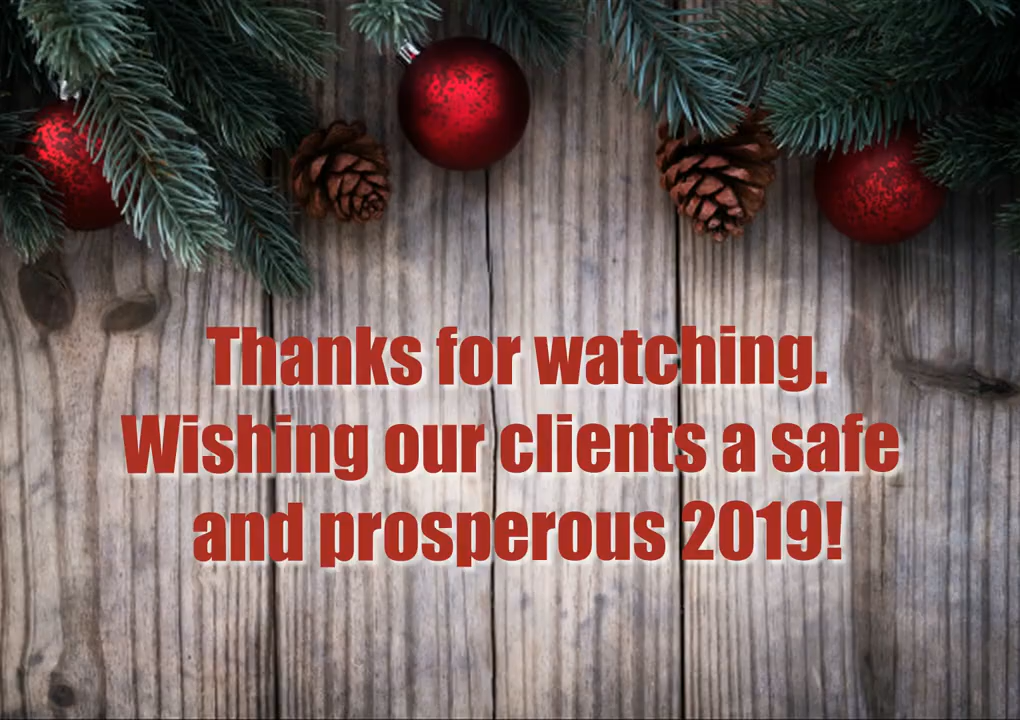 Thanks for watching.
Wishing our clients a safe
and prosperous 2019!